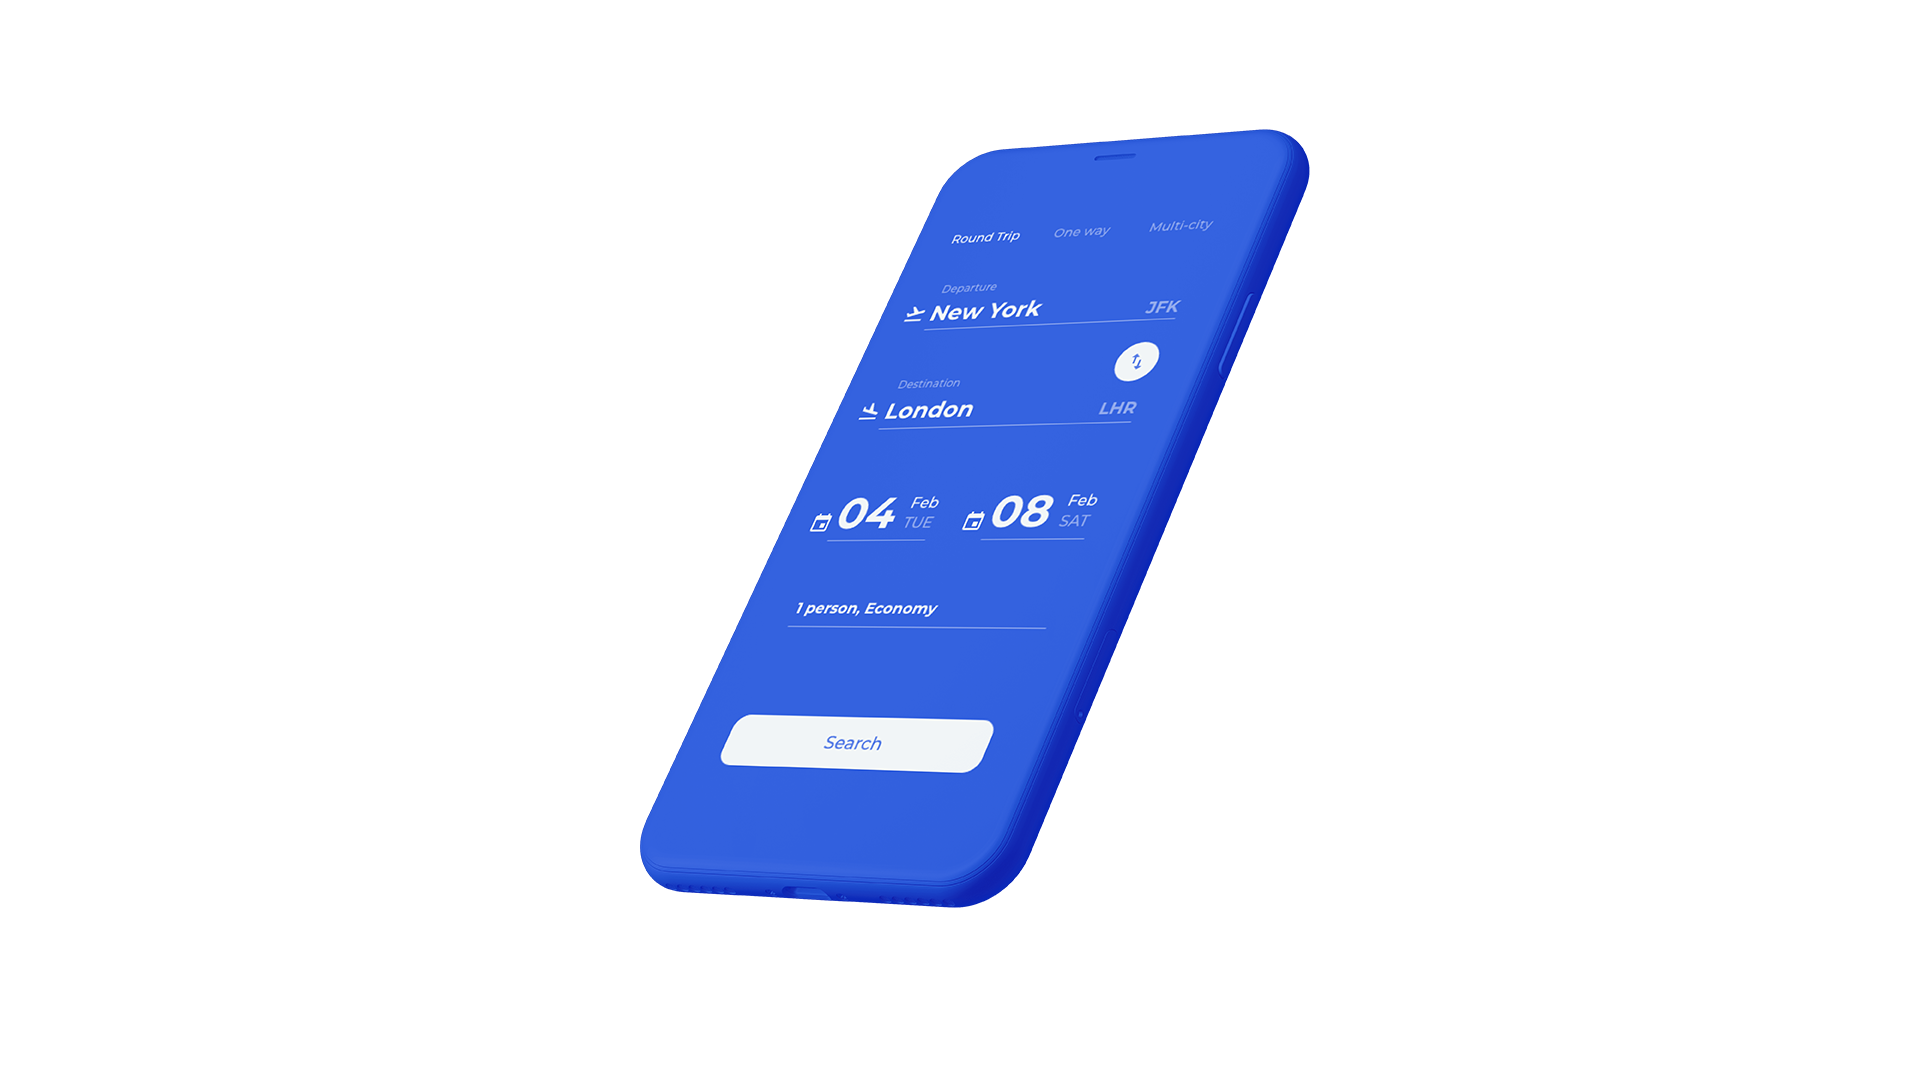 Round Trip One way Multi-city
Departure
New York JFK
Destination
London LHR
04 Feb TUE 08 Feb SAT
1 person, Economy
Search